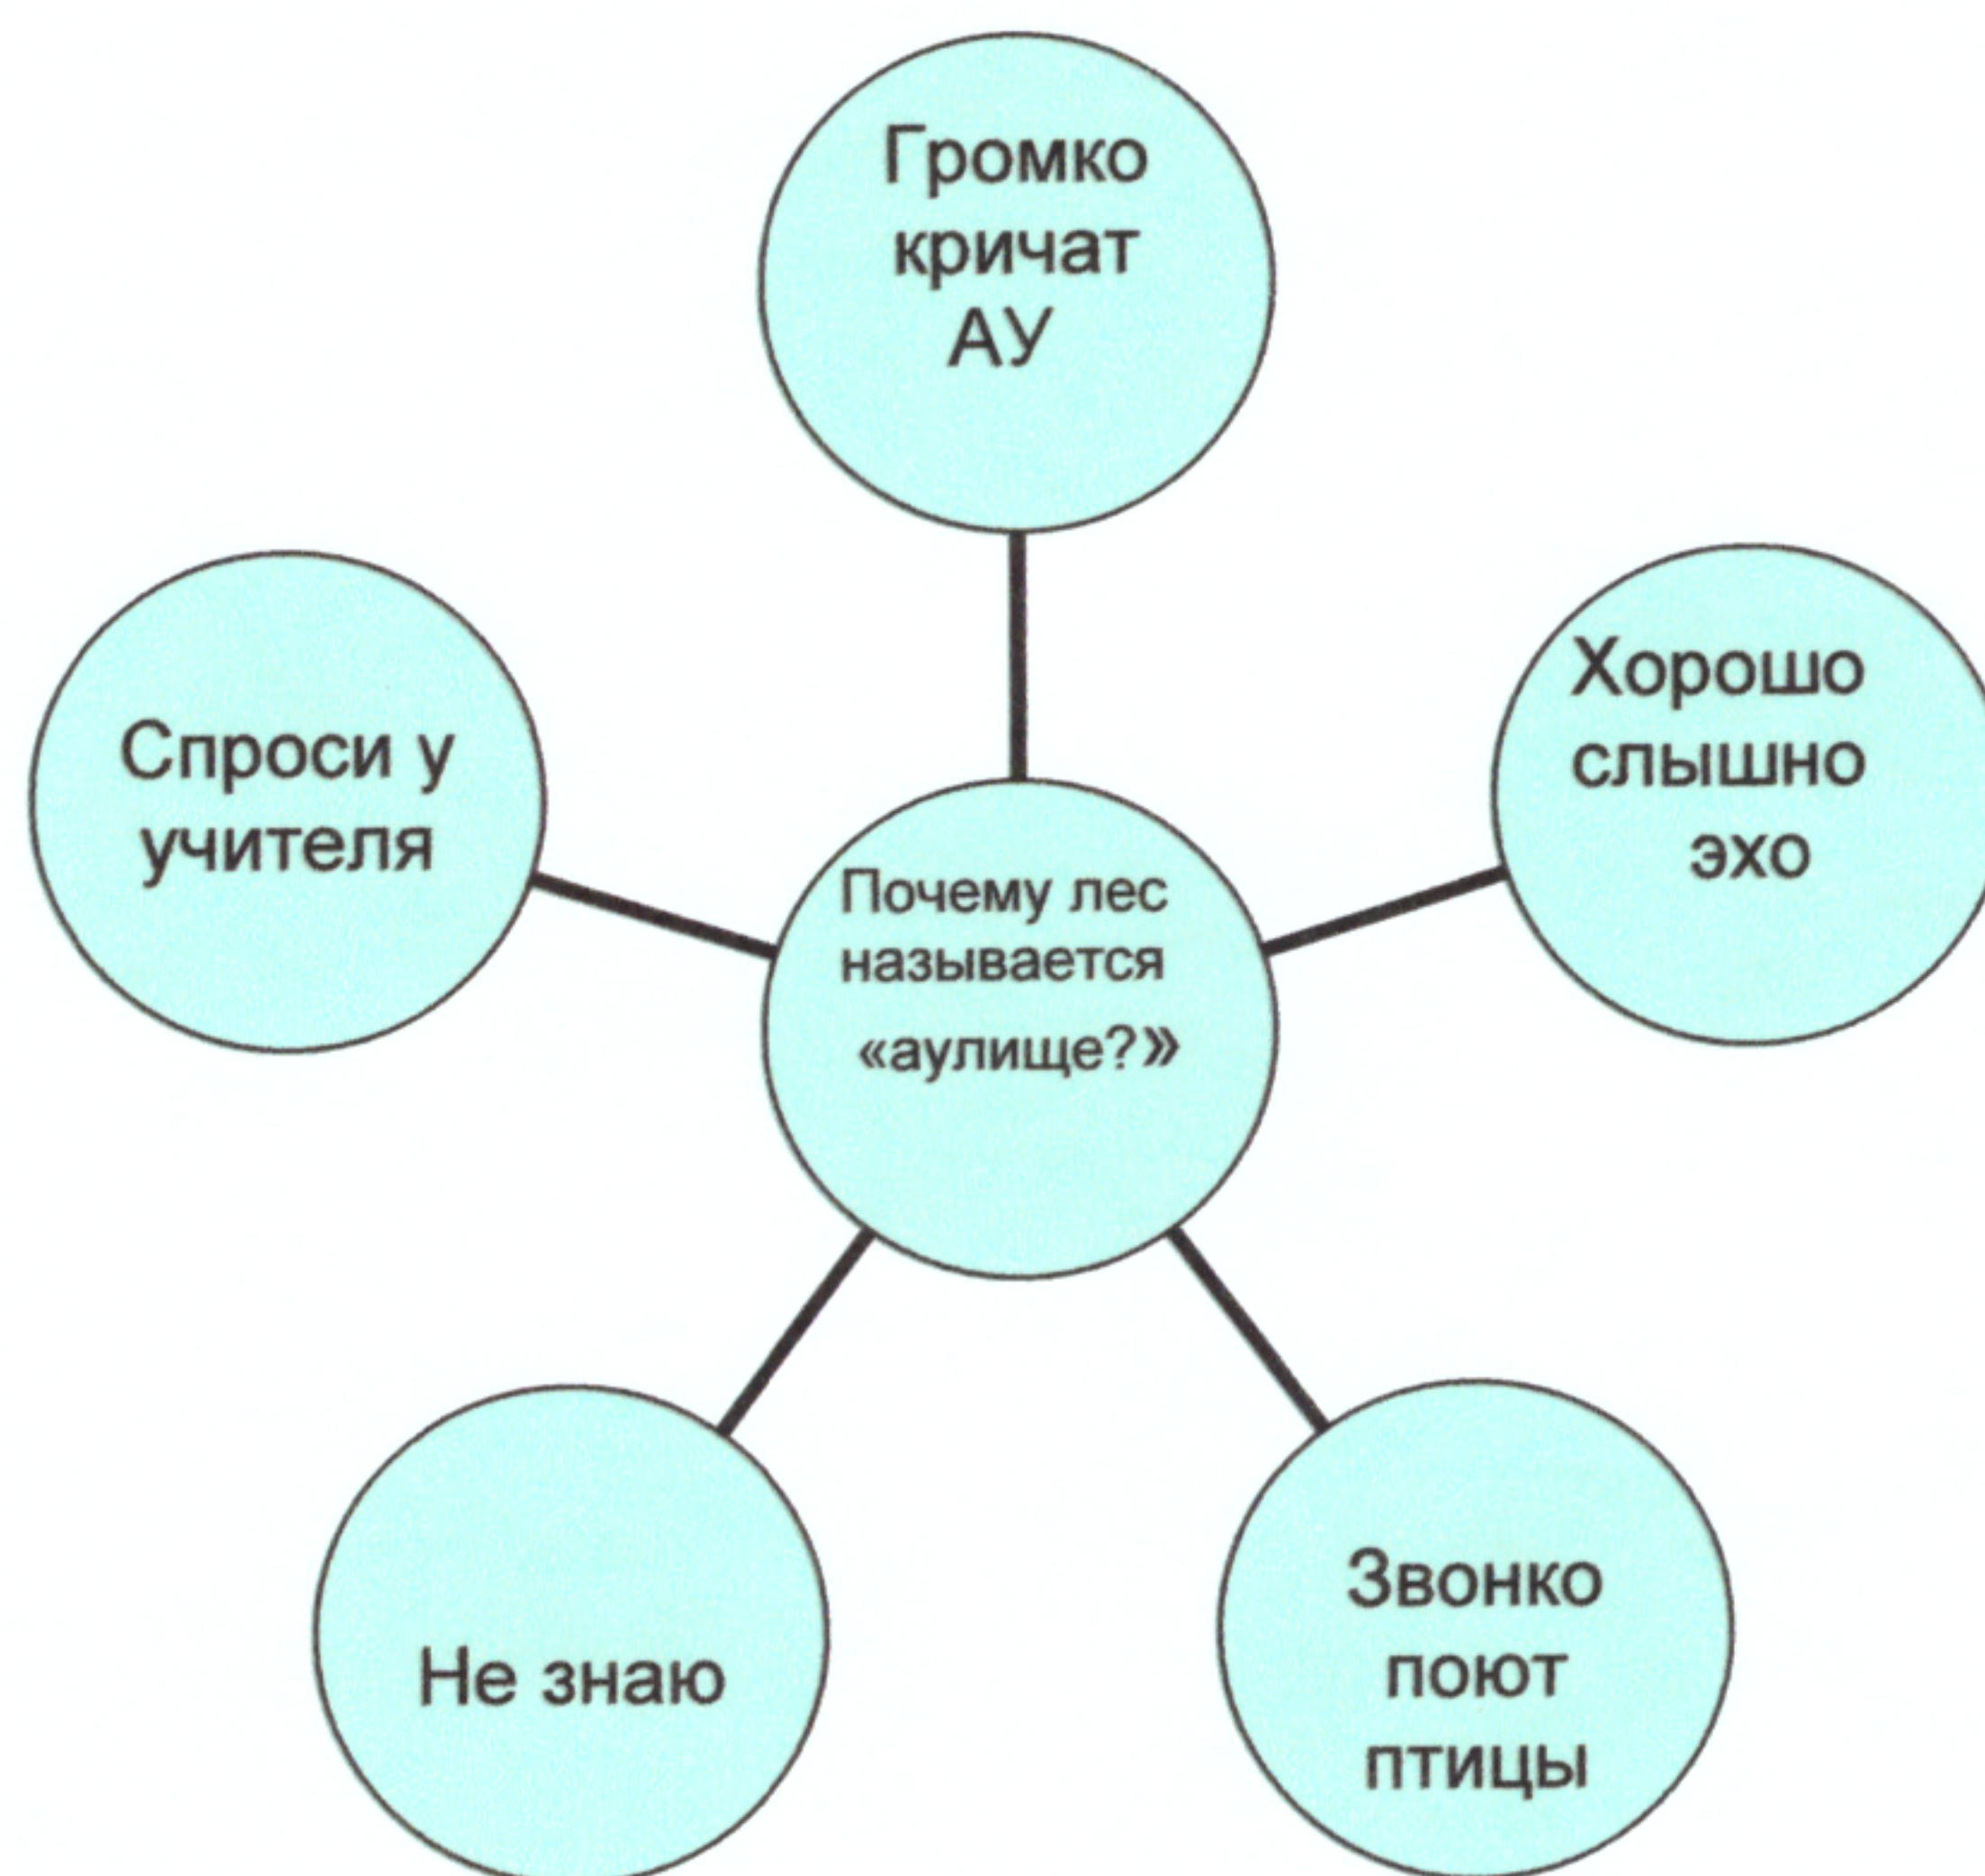 Громко
кричат
АУ
Спроси у
учителя
Хорошо
слышно
эхо
Почему лес
называется
«аулище?»
Не знаю
Звонко
поют
птицы